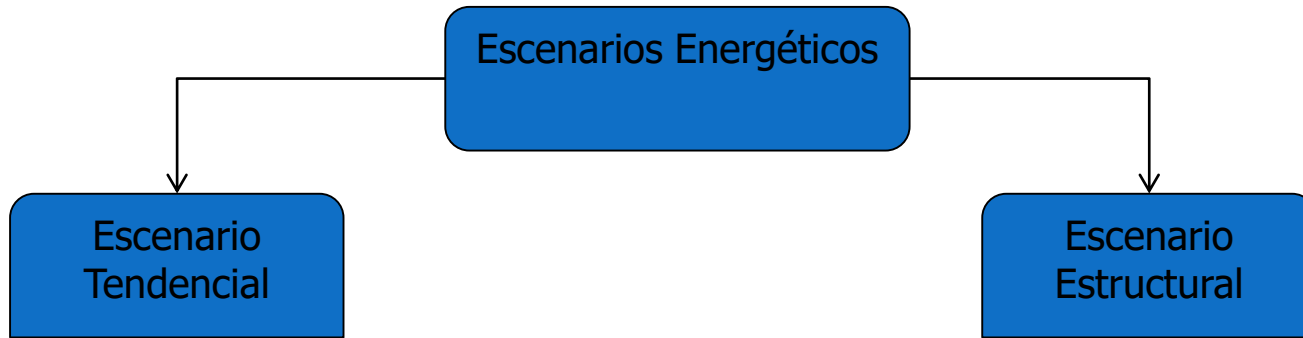 Escenarios Energéticos
Escenario
Tendencial
Escenario
Estructural